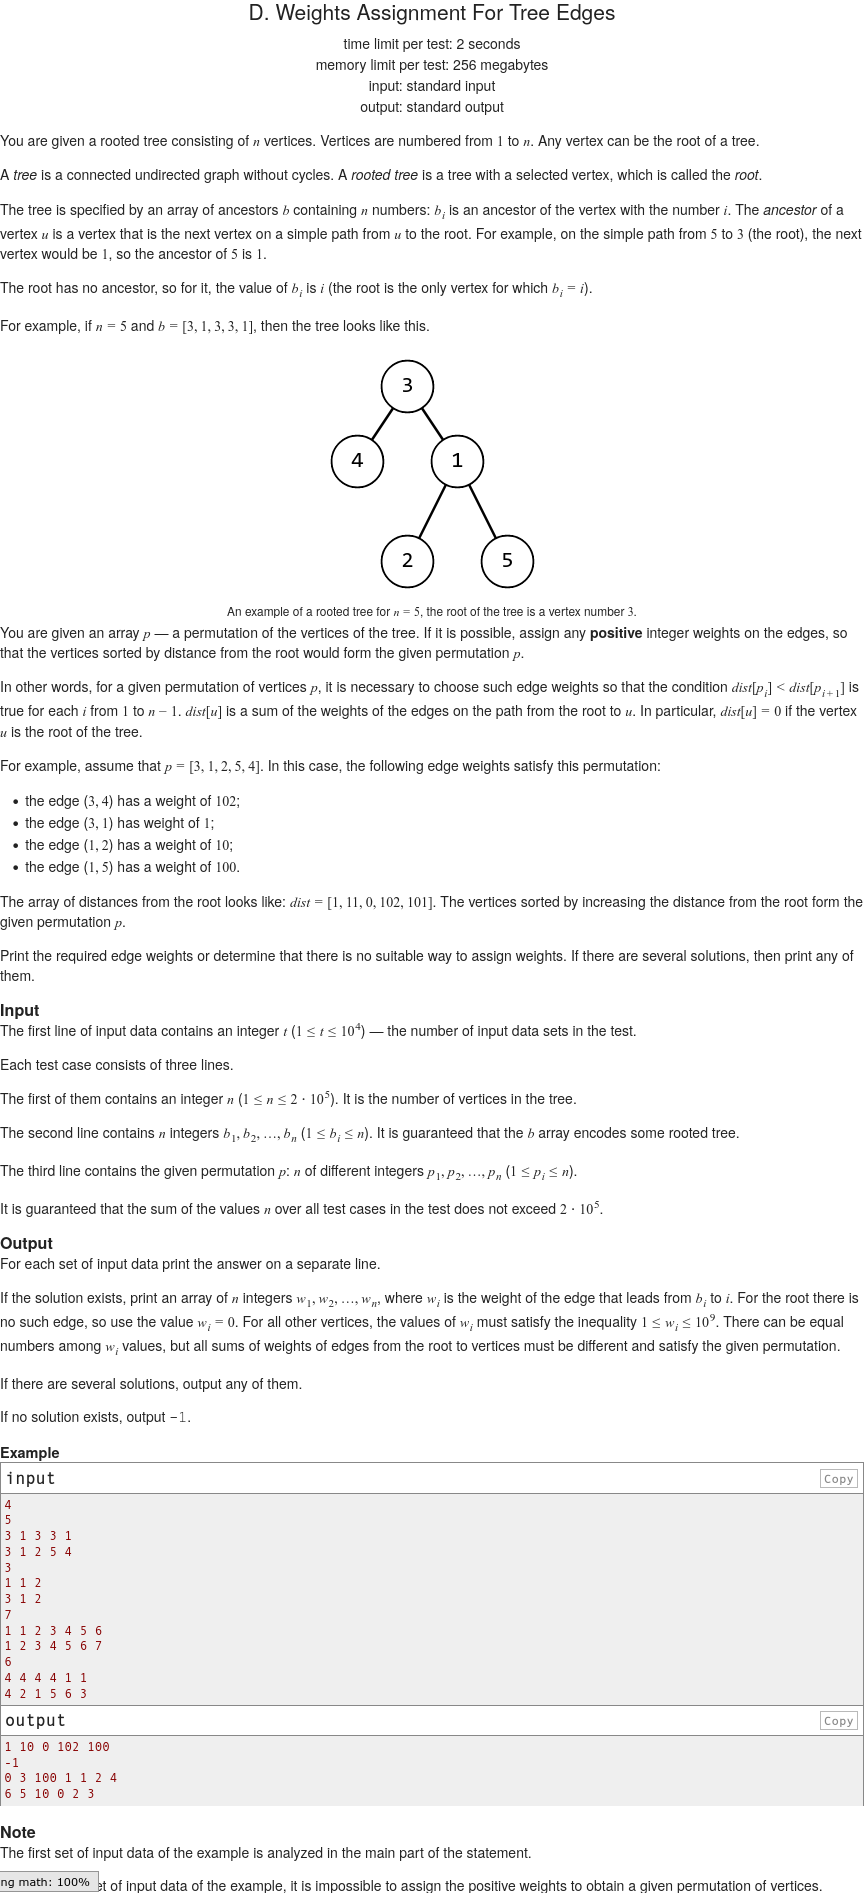 D. Weights Assignment For Tree Edges
time limit per test: 2 seconds
memory limit per test: 256 megabytes
input: standard input
output: standard output
You are given a rooted tree consisting of n vertices. Vertices are numbered from 1 to n. Any vertex can be the root of a tree.
A tree is a connected undirected graph without cycles. A rooted tree is a tree with a selected vertex, which is called the root.
The tree is specified by an array of ancestors b containing n numbers: b_i is an ancestor of the vertex with the number i. The ancestor of a
vertex u is a vertex that is the next vertex on a simple path from u to the root. For example, on the simple path from 5 to 3 (the root), the next
vertex would be 1, so the ancestor of 5 is 1.
The root has no ancestor, so for it, the value of b_i is i (the root is the only vertex for which b_i = i).
For example, if n = 5 and b = [3, 1, 3, 3, 1], then the tree looks like this.
3
4 1
2 5
An example of a rooted tree for n = 5, the root of the tree is a vertex number 3.
You are given an array p — a permutation of the vertices of the tree. If it is possible, assign any positive integer weights on the edges, so
that the vertices sorted by distance from the root would form the given permutation p.
In other words, for a given permutation of vertices p, it is necessary to choose such edge weights so that the condition dist[p_i] < dist[p_{i+1}] is
true for each i from 1 to n − 1. dist[u] is a sum of the weights of the edges on the path from the root to u. In particular, dist[u] = 0 if the vertex
u is the root of the tree.
For example, assume that p = [3, 1, 2, 5, 4]. In this case, the following edge weights satisfy this permutation:
• the edge (3, 4) has a weight of 102;
• the edge (3, 1) has weight of 1;
• the edge (1, 2) has a weight of 10;
• the edge (1, 5) has a weight of 100.
The array of distances from the root looks like: dist = [1, 11, 0, 102, 101]. The vertices sorted by increasing the distance from the root form the
given permutation p.
Print the required edge weights or determine that there is no suitable way to assign weights. If there are several solutions, then print any of
them.
Input
The first line of input data contains an integer t (1 ≤ t ≤ 10^4) — the number of input data sets in the test.
Each test case consists of three lines.
The first of them contains an integer n (1 ≤ n ≤ 2 · 10^5). It is the number of vertices in the tree.
The second line contains n integers b_1, b_2, …, b_n (1 ≤ b_i ≤ n). It is guaranteed that the b array encodes some rooted tree.
The third line contains the given permutation p: n of different integers p_1, p_2, …, p_n (1 ≤ p_i ≤ n).
It is guaranteed that the sum of the values n over all test cases in the test does not exceed 2 · 10^5.
Output
For each set of input data print the answer on a separate line.
If the solution exists, print an array of n integers w_1, w_2, …, w_n, where w_i is the weight of the edge that leads from b_i to i. For the root there is
no such edge, so use the value w_i = 0. For all other vertices, the values of w_i must satisfy the inequality 1 ≤ w_i ≤ 10^9. There can be equal
numbers among w_i values, but all sums of weights of edges from the root to vertices must be different and satisfy the given permutation.
If there are several solutions, output any of them.
If no solution exists, output −1.
Example
input Copy
4
5
3 1 3 3 1
3 1 2 5 4
3
1 1 2
3 1 2
7
1 1 2 3 4 5 6
1 2 3 4 5 6 7
6
4 4 4 4 1 1
4 2 1 5 6 3
output Copy
1 10 0 102 100
-1
0 3 100 1 1 2 4
6 5 10 0 2 3
Note
The first set of input data of the example is analyzed in the main part of the statement.
ng math: 100% et of input data of the example, it is impossible to assign the positive weights to obtain a given permutation of vertices.